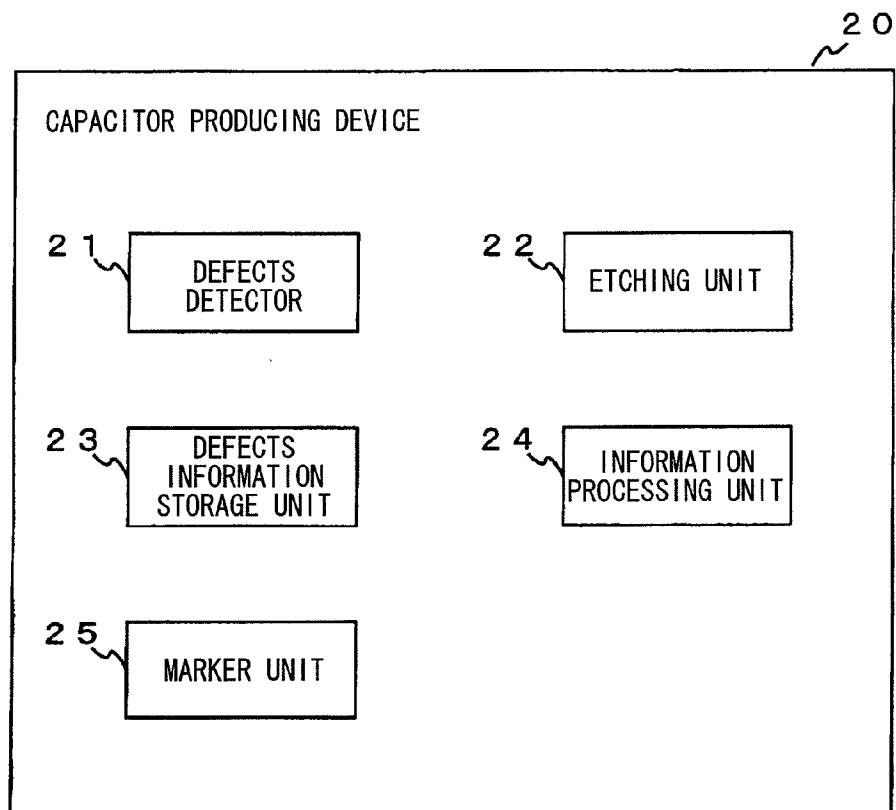 20
CAPACITOR PRODUCING DEVICE
21
DEFECTS
DETECTOR
22
ETCHING UNIT
23
DEFECTS
INFORMATION
STORAGE UNIT
24
INFORMATION
PROCESSING UNIT
25
MARKER UNIT